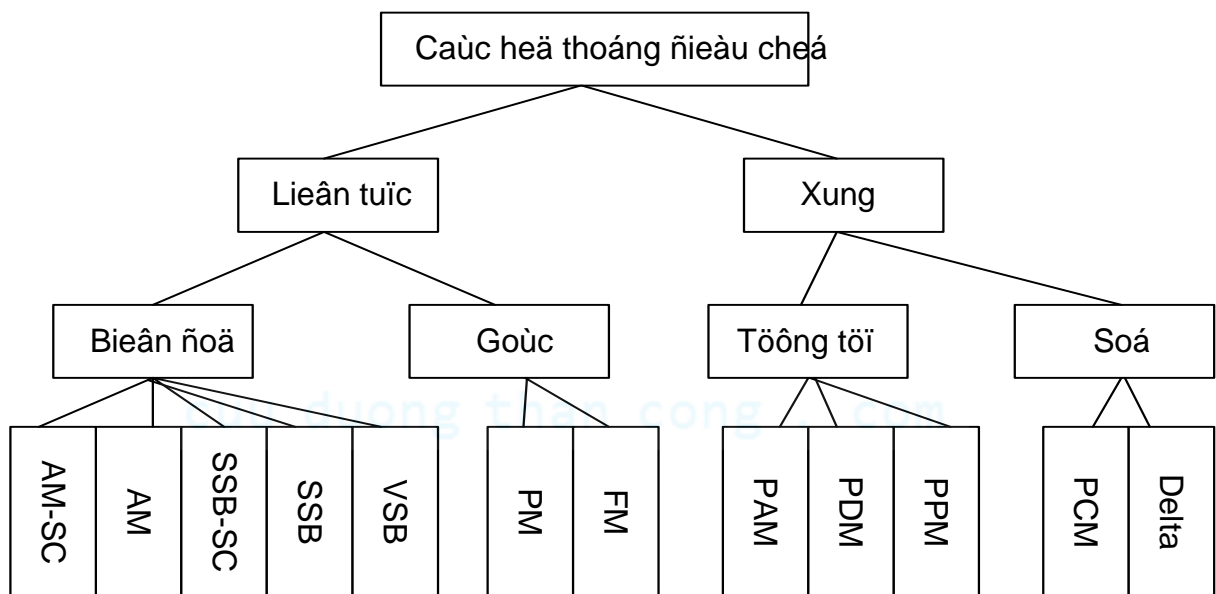 Caùc heä thoáng ñieàu cheá
Lieân tuïc
Xung
Bieân ñoä
Goùc
Töông töï
Soá
cuu duong than cong . com
AM-SC
AM
SSB-SC
SSB
VSB
PM
FM
PAM
PDM
PPM
PCM
Delta